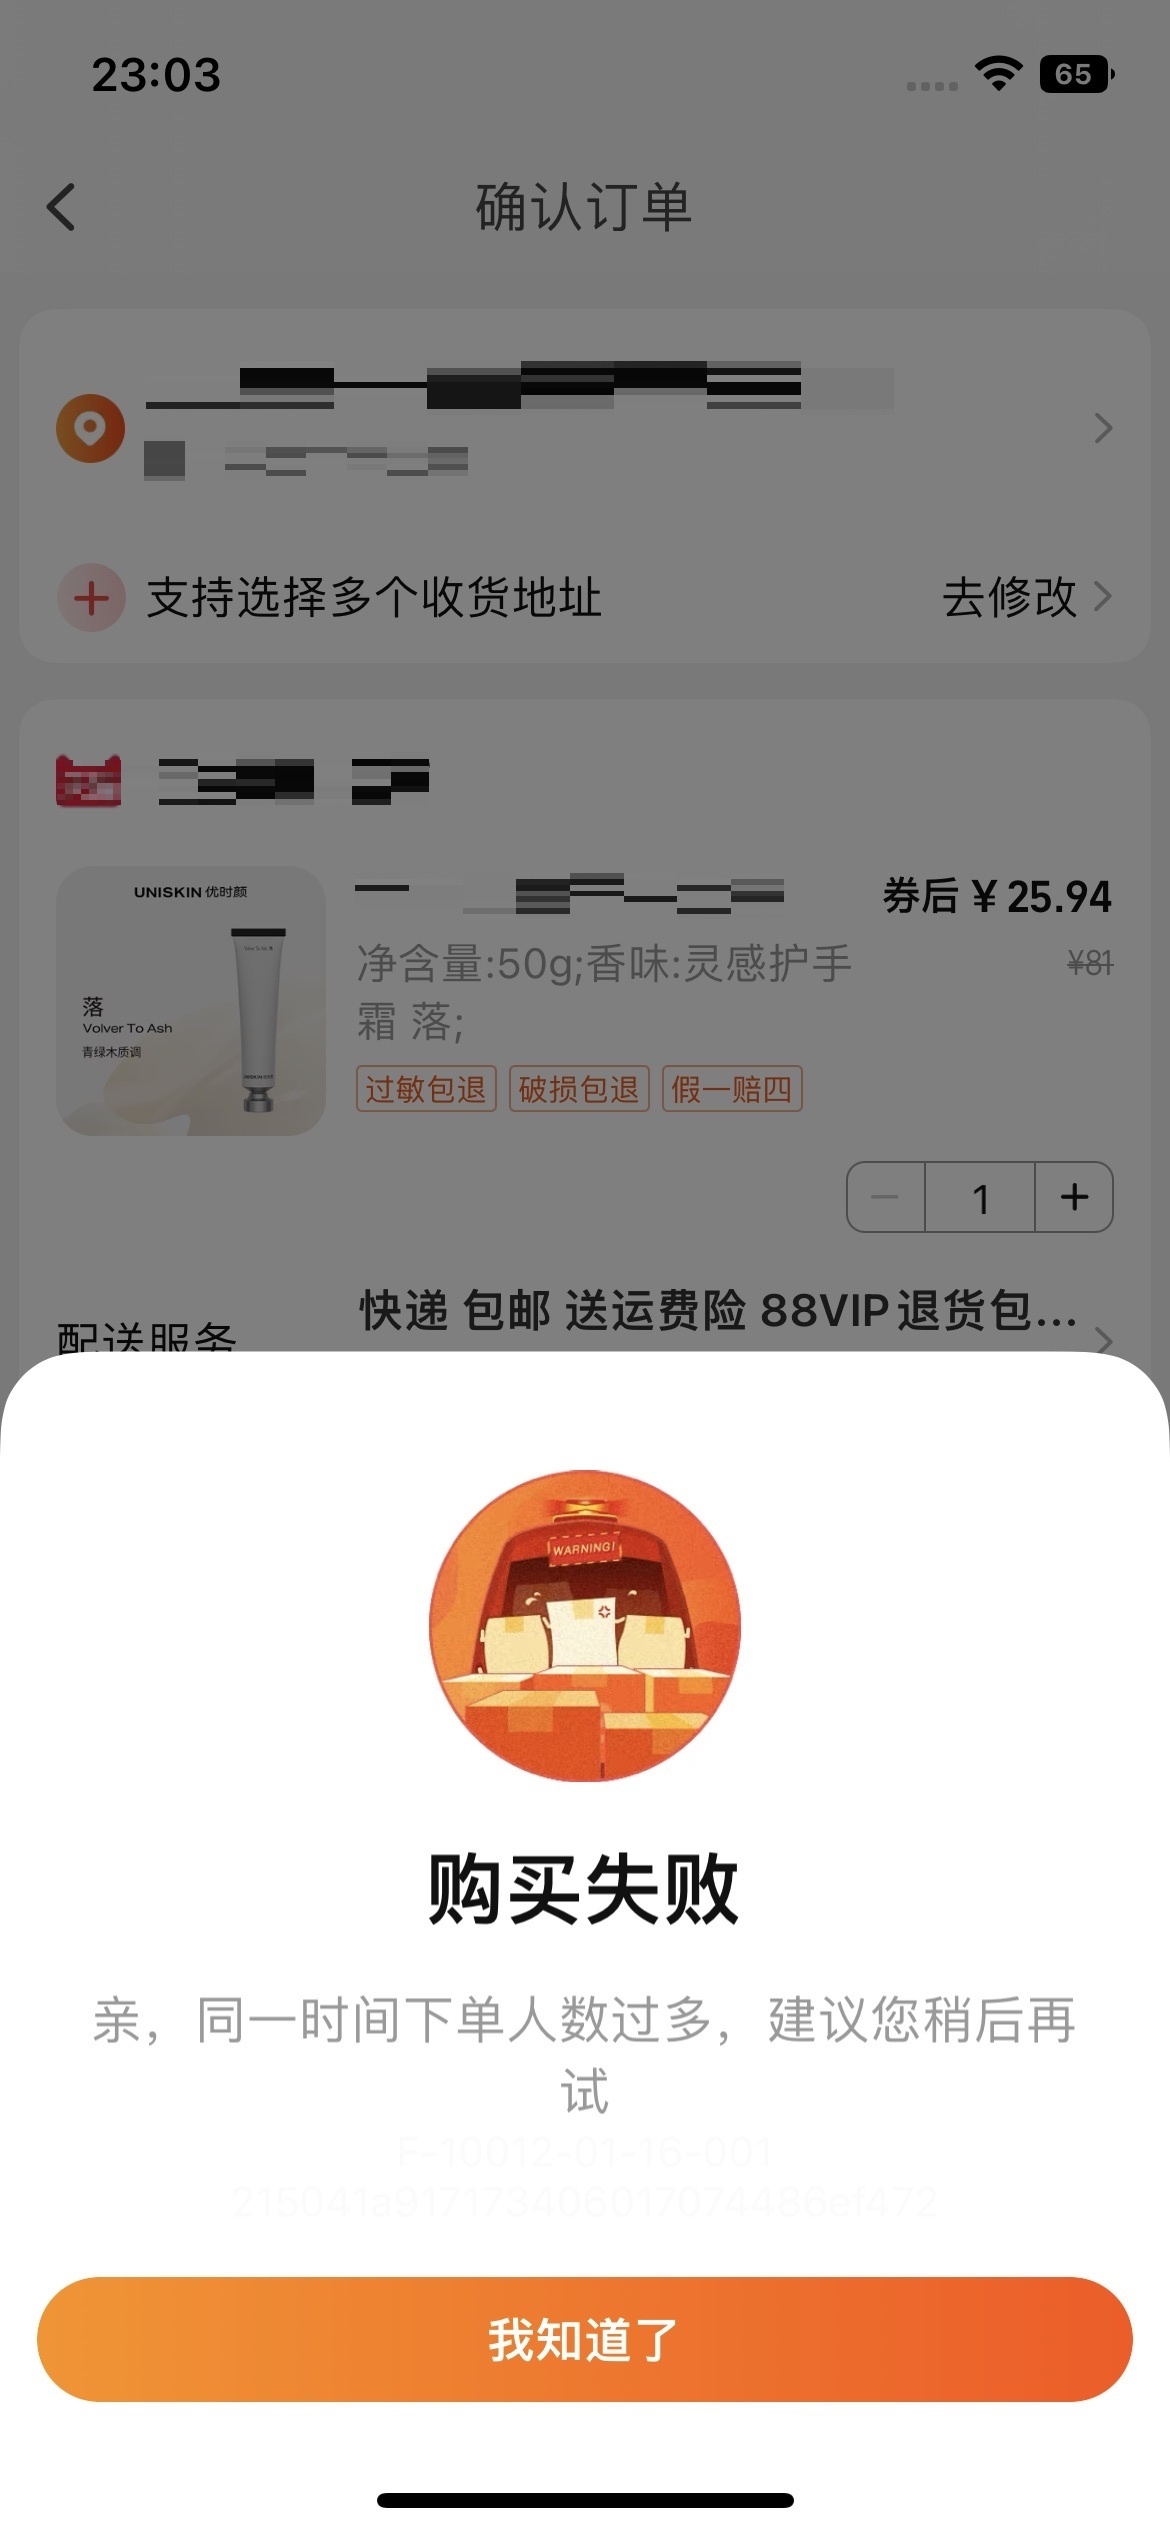 23:03
65
确认订单
支持选择多个收货地址
去修改
UNISKIN 优时颜
落
Volver To Ash
青绿木质调
券后 ¥ 25.94
¥81
净含量:50g;香味:灵感护手
霜 落;
过敏包退 破损包退 假一赔四
1
快递 包邮 送运费险 88VIP退货包...
配送服务
WARNING!
购买失败
亲，同一时间下单人数过多，建议您稍后再
试
F-10012-01-16-001
215041a917173406017074486ef472
我知道了